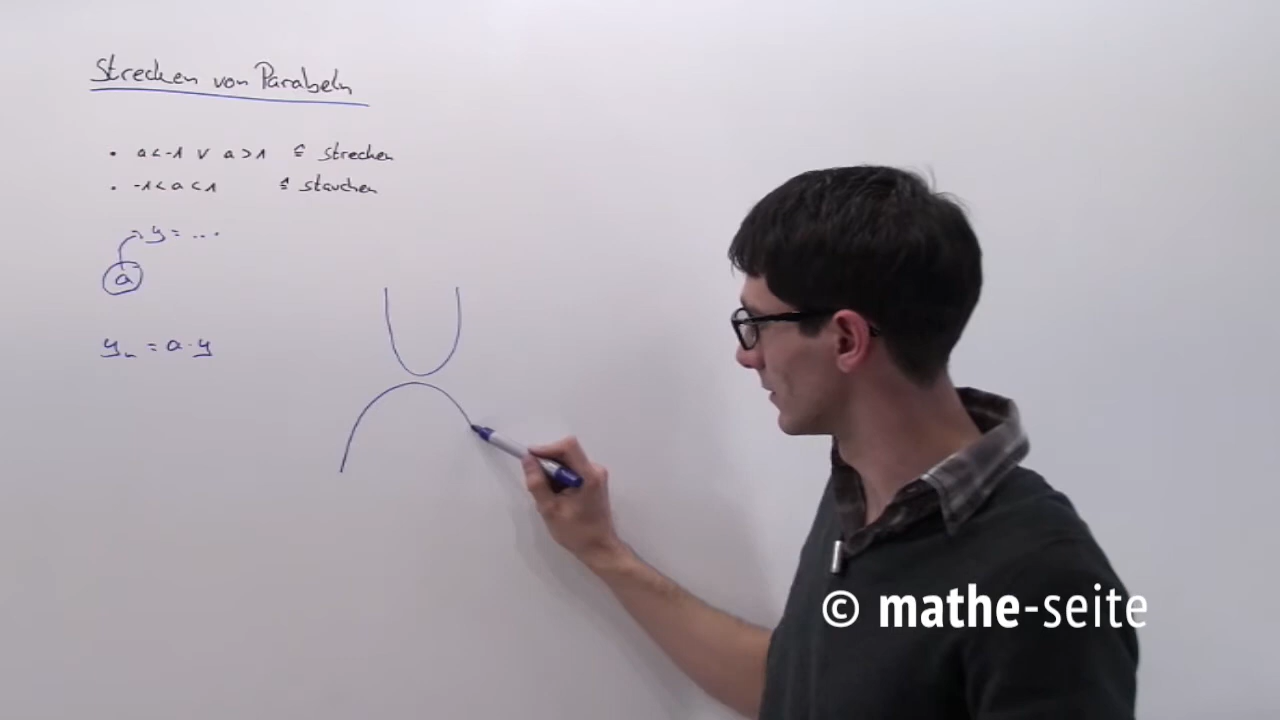 Strecken von Parabeln
• a<-1 ∨ a>1 ≙ strecken
• -1<a<1 ≙ stauchen
y = ...
a
yₙ = a·y
© mathe-seite